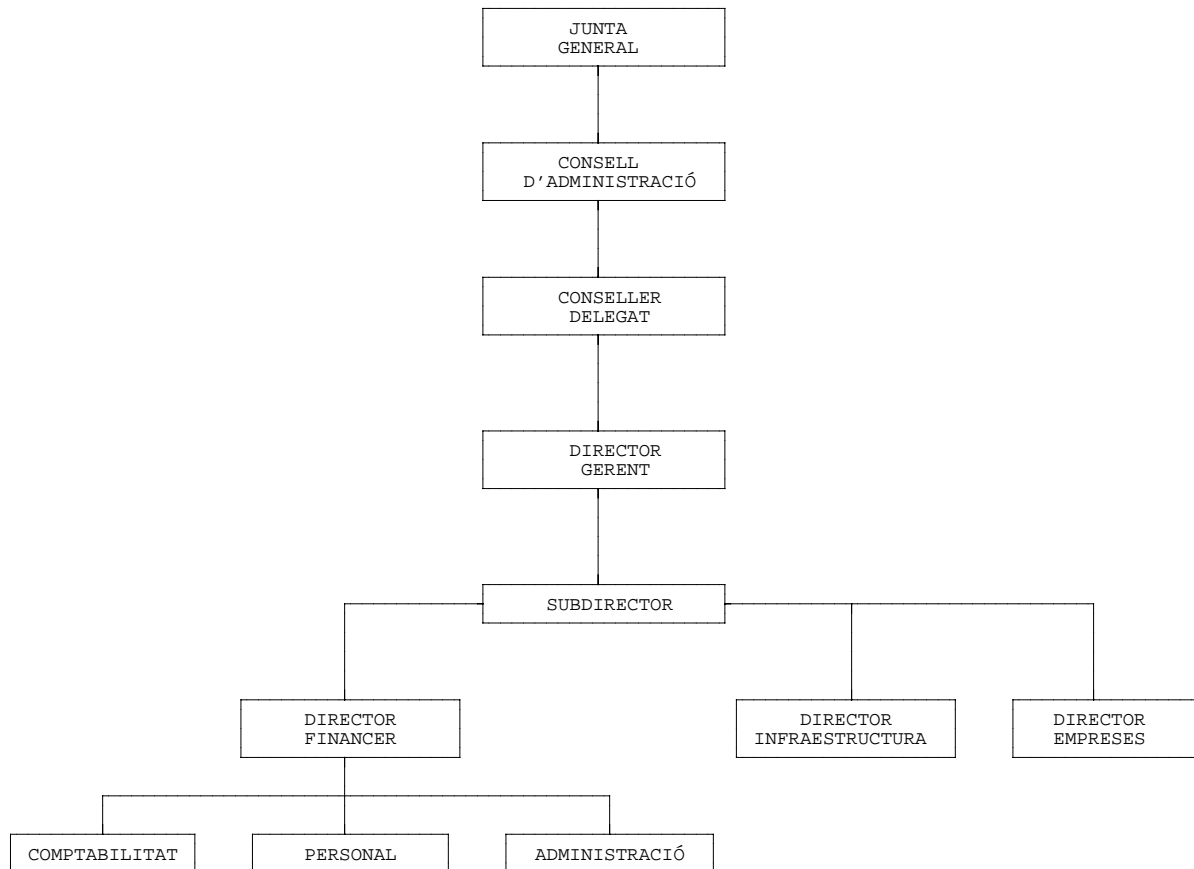 JUNTA
GENERAL
CONSELL
D'ADMINISTRACIÓ
CONSELLER
DELEGAT
DIRECTOR
GERENT
SUBDIRECTOR
DIRECTOR
FINANCER
DIRECTOR
INFRAESTRUCTURA
DIRECTOR
EMPRESES
COMPTABILITAT
PERSONAL
ADMINISTRACIÓ